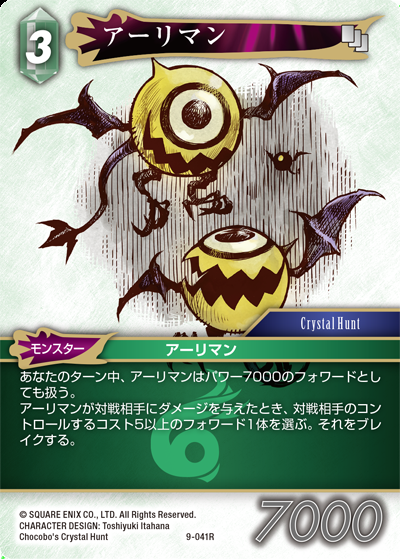 3
アーリマン
Crystal Hunt
モンスター
アーリマン
あなたのターン中、アーリマンはパワー7000のフォワードとし
ても扱う。
アーリマンが対戦相手にダメージを与えたとき、対戦相手のコント
ロールするコスト5以上のフォワード1体を選ぶ。それをブレ
イクする。
6
© SQUARE ENIX CO., LTD. All Rights Reserved.
CHARACTER DESIGN: Toshiyuki Itahana
Chocobo's Crystal Hunt
9-041R
7000